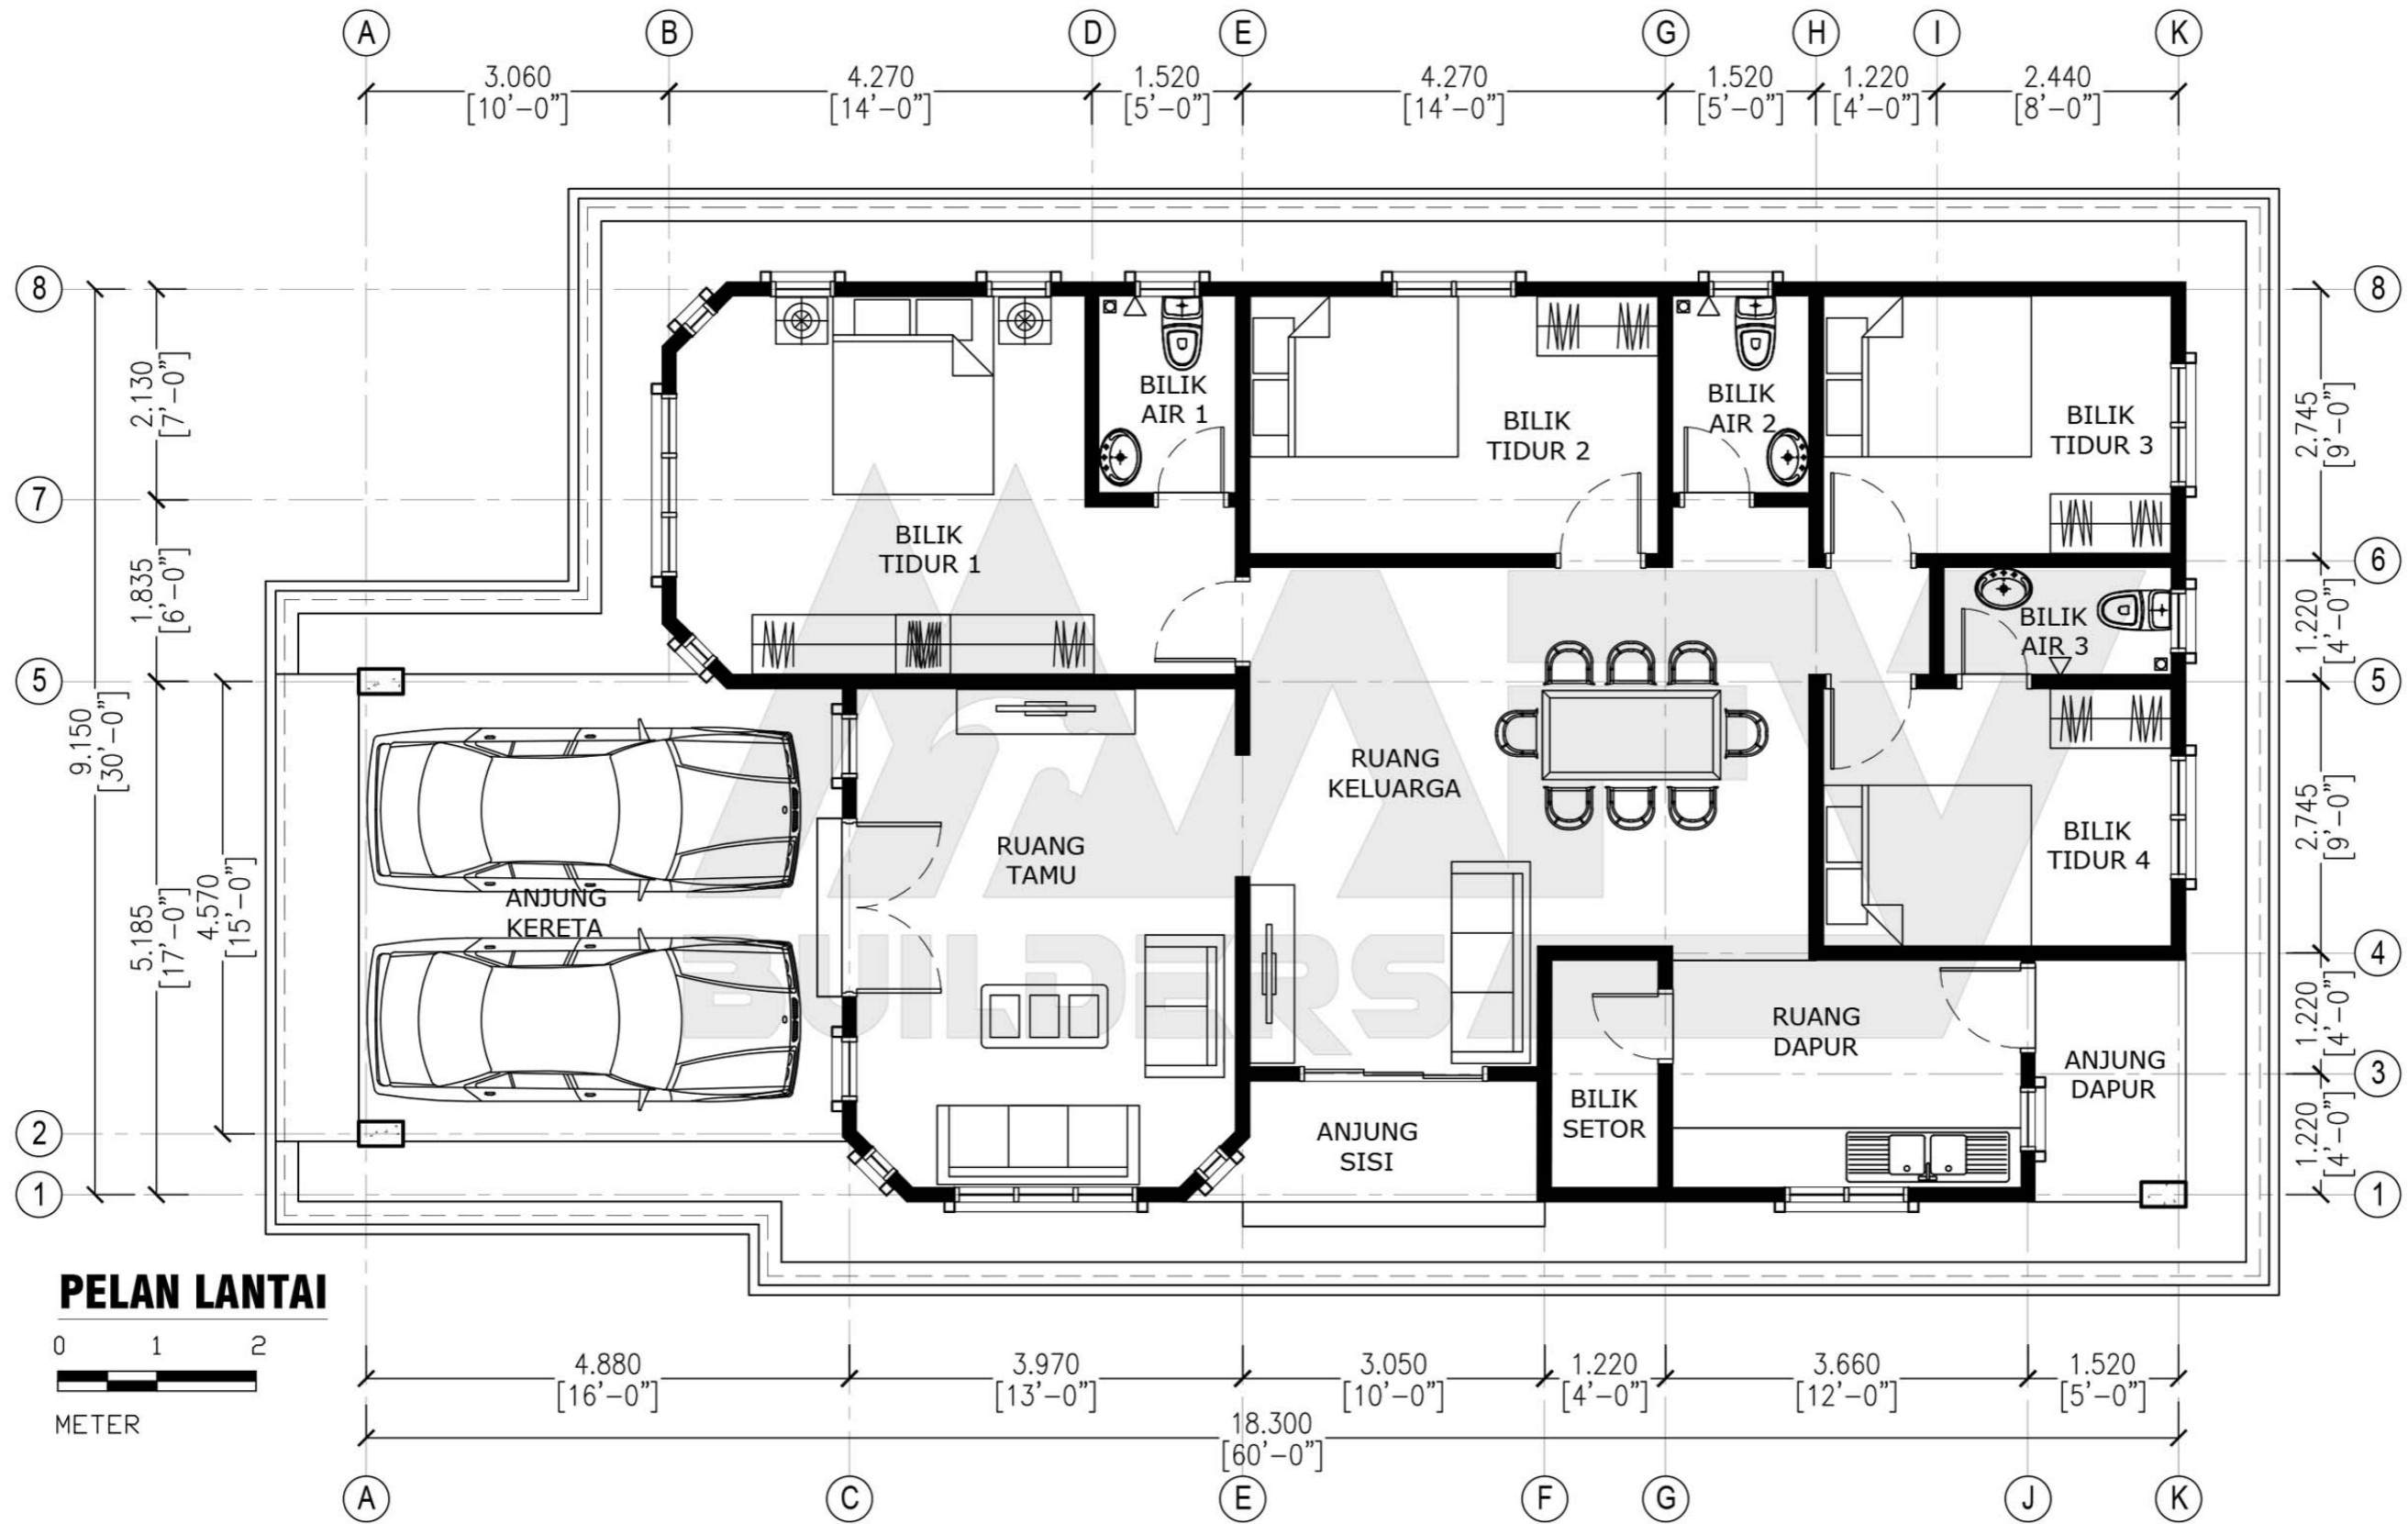 A B D E G H I K
3.060 4.270 1.520 4.270 1.520 1.220 2.440
[10'-0"] [14'-0"] [5'-0"] [14'-0"] [5'-0"] [4'-0"] [8'-0"]
8
7
5
2
1
2.130
[7'-0"]
1.835
[6'-0"]
9.150
[30'-0"]
5.185
[17'-0"]
4.570
[15'-0"]
BILIK
AIR 1
BILIK
TIDUR 2
BILIK
AIR 2
BILIK
TIDUR 3
BILIK
TIDUR 1
BILIK
AIR 3
RUANG
KELUARGA
RUANG
TAMU
BILIK
TIDUR 4
ANJUNG
KERETA
BUILDERS
RUANG
DAPUR
ANJUNG
DAPUR
BILIK
SETOR
ANJUNG
SISI
8
6
5
4
3
1
2.745
[9'-0"]
1.220
[4'-0"]
2.745
[9'-0"]
1.220
[4'-0"]
1.220
[4'-0"]
PELAN LANTAI
0 1 2
METER
4.880 3.970 3.050 1.220 3.660 1.520
[16'-0"] [13'-0"] [10'-0"] [4'-0"] [12'-0"] [5'-0"]
18.300
[60'-0"]
A C E F G J K